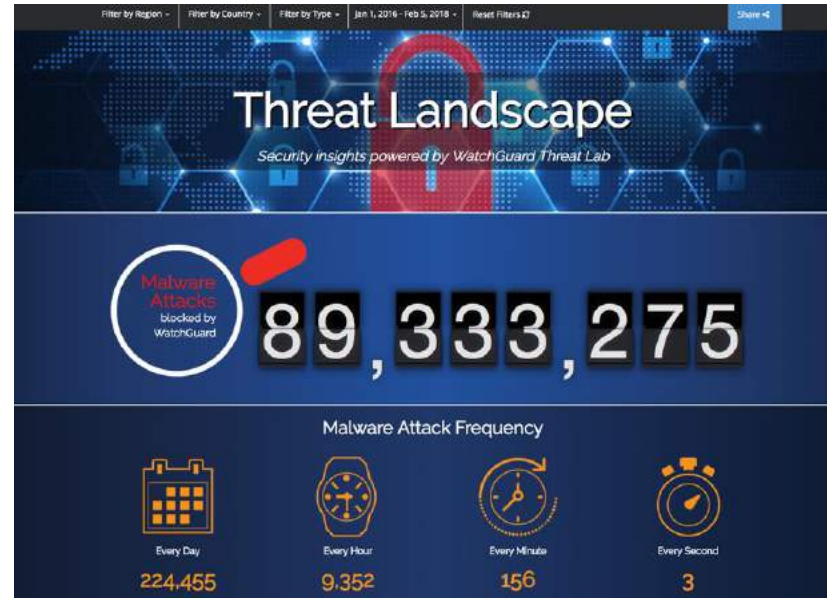 Filter by Region Filter by Country Filter by Type Jan 1, 2016 - Feb 5, 2018 Reset Filters Share
Threat Landscape
Security insights powered by WatchGuard Threat Lab
Malware
Attacks
blocked by
WatchGuard
89,333,275
Malware Attack Frequency
Every Day Every Hour Every Minute Every Second
224,455 9,352 156 3